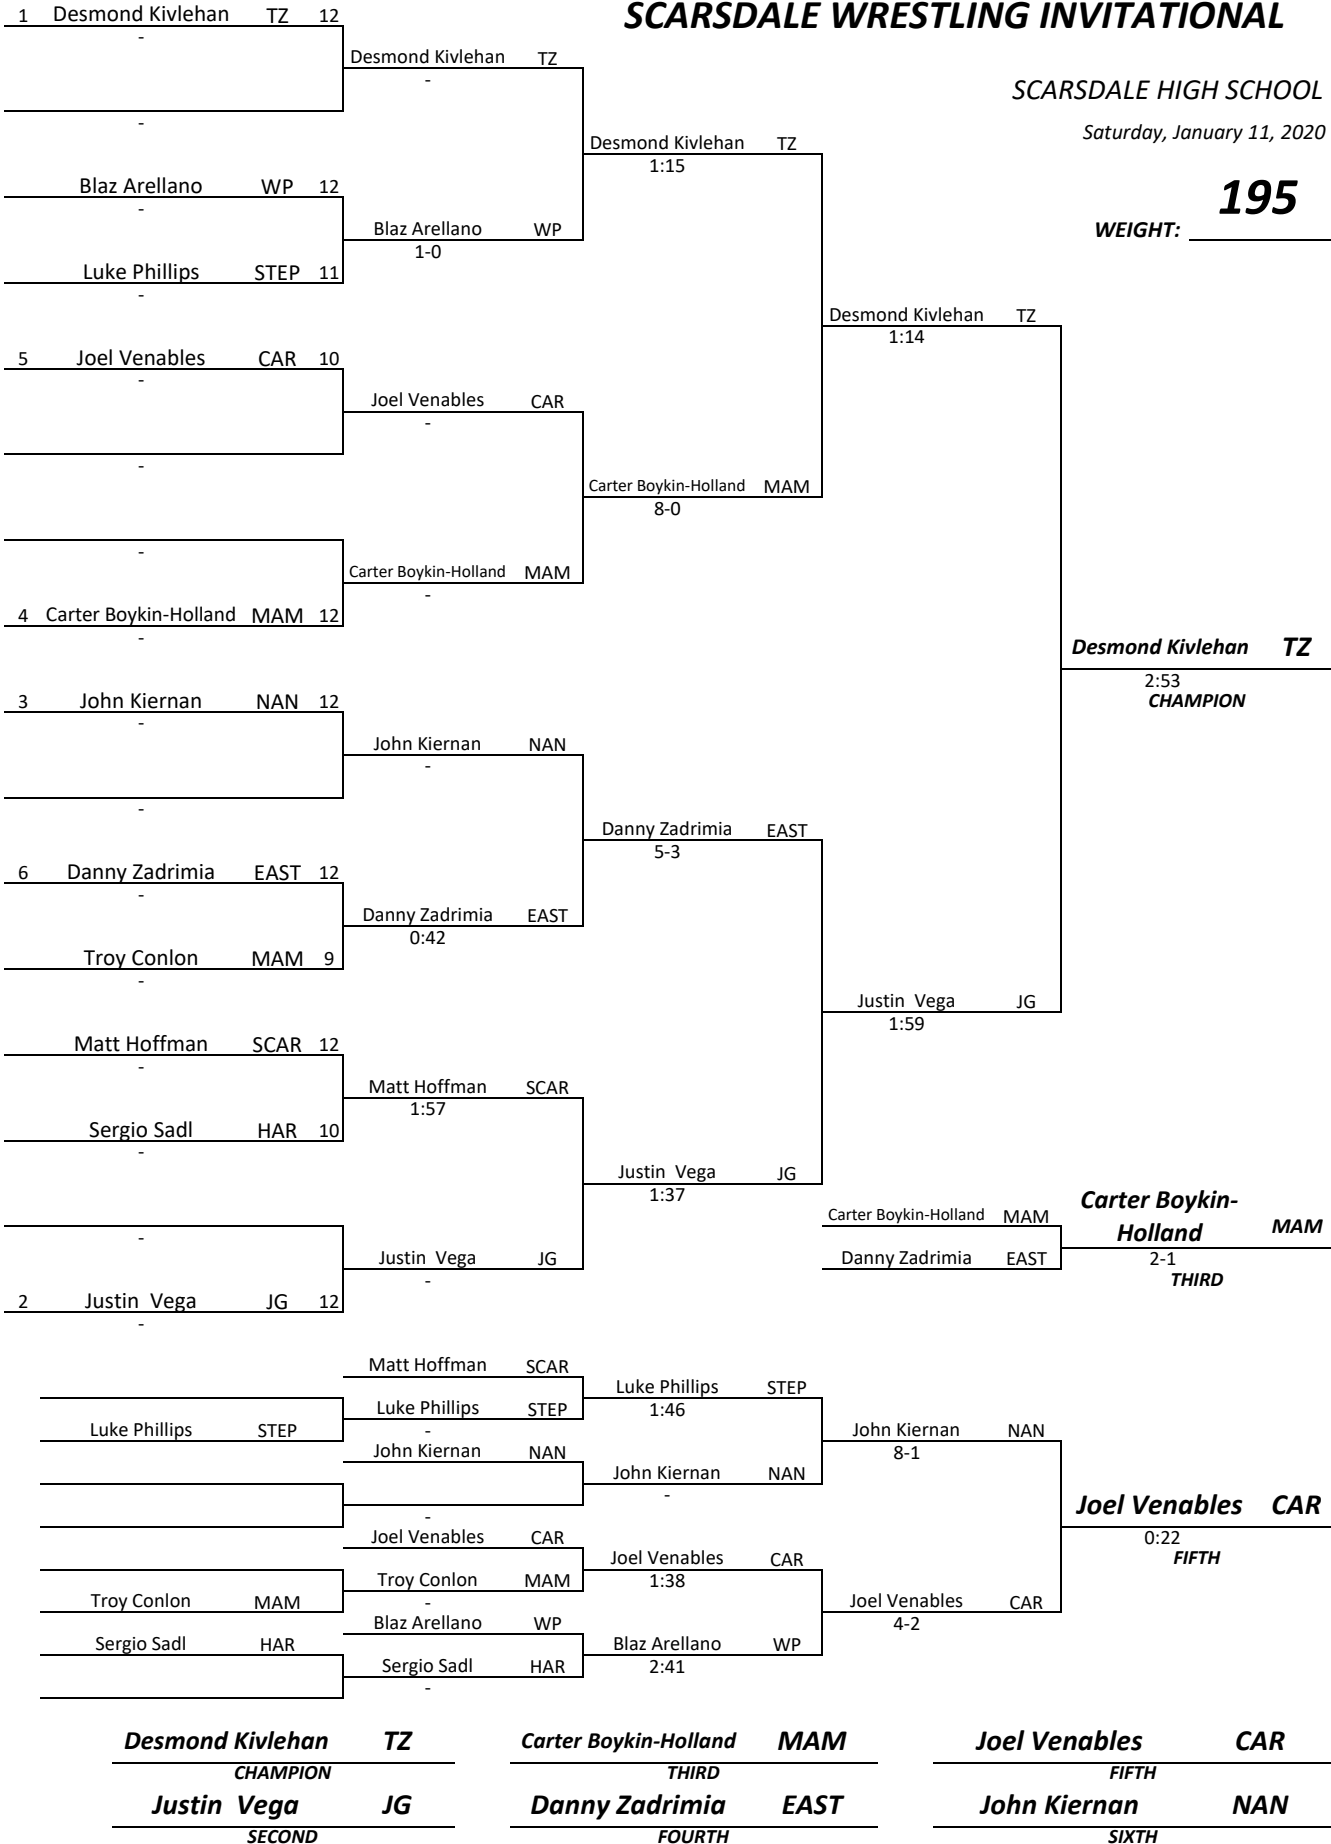 SCARSDALE WRESTLING INVITATIONAL
1 Desmond Kivlehan TZ 12
-
Desmond Kivlehan TZ
-
SCARSDALE HIGH SCHOOL
-
Saturday, January 11, 2020
Desmond Kivlehan TZ
1:15
Blaz Arellano WP 12
-
195
WEIGHT:
Blaz Arellano WP
1-0
Luke Phillips STEP 11
-
Desmond Kivlehan TZ
1:14
5 Joel Venables CAR 10
-
Joel Venables CAR
-
-
Carter Boykin-Holland MAM
8-0
-
Carter Boykin-Holland MAM
-
4 Carter Boykin-Holland MAM 12
-
Desmond Kivlehan TZ
2:53
CHAMPION
3 John Kiernan NAN 12
-
John Kiernan NAN
-
-
Danny Zadrimia EAST
5-3
6 Danny Zadrimia EAST 12
-
Danny Zadrimia EAST
0:42
Troy Conlon MAM 9
-
Justin Vega JG
1:59
Matt Hoffman SCAR 12
-
Matt Hoffman SCAR
1:57
Sergio Sadl HAR 10
-
Justin Vega JG
1:37
Carter Boykin-Holland MAM
Carter Boykin-
Holland MAM
2-1
THIRD
-
Justin Vega JG
-
Danny Zadrimia EAST
2 Justin Vega JG 12
-
Matt Hoffman SCAR
Luke Phillips STEP
1:46
Luke Phillips STEP
-
Luke Phillips STEP
John Kiernan NAN
8-1
John Kiernan NAN
John Kiernan NAN
-
-
Joel Venables CAR
0:22
FIFTH
Joel Venables CAR
Joel Venables CAR
1:38
Troy Conlon MAM
-
Troy Conlon MAM
Joel Venables CAR
4-2
Blaz Arellano WP
Sergio Sadl HAR
Blaz Arellano WP
2:41
Sergio Sadl HAR
-
Desmond Kivlehan TZ Carter Boykin-Holland MAM Joel Venables CAR
CHAMPION THIRD FIFTH
Justin Vega JG Danny Zadrimia EAST John Kiernan NAN
SECOND FOURTH SIXTH